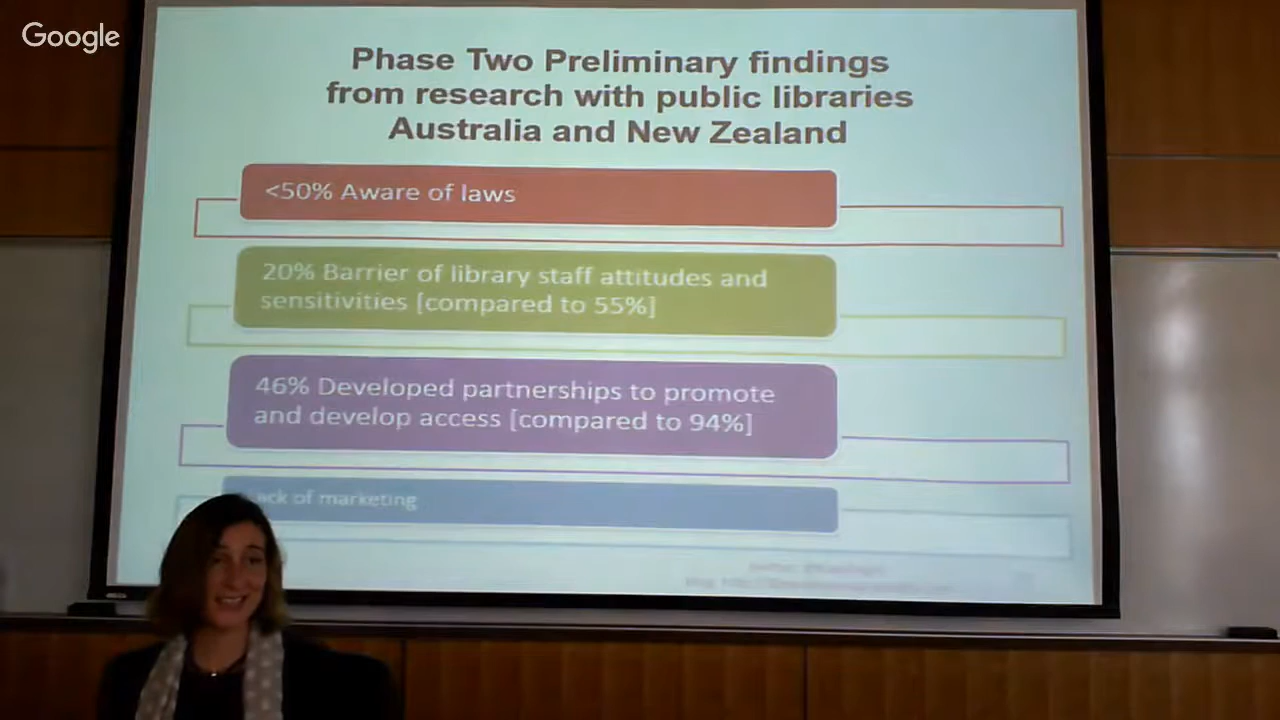 Google
Phase Two Preliminary findings
from research with public libraries
Australia and New Zealand
<50% Aware of laws
20% Barrier of library staff attitudes and
sensitivities [compared to 55%]
46% Developed partnerships to promote
and develop access [compared to 94%]
of marketing